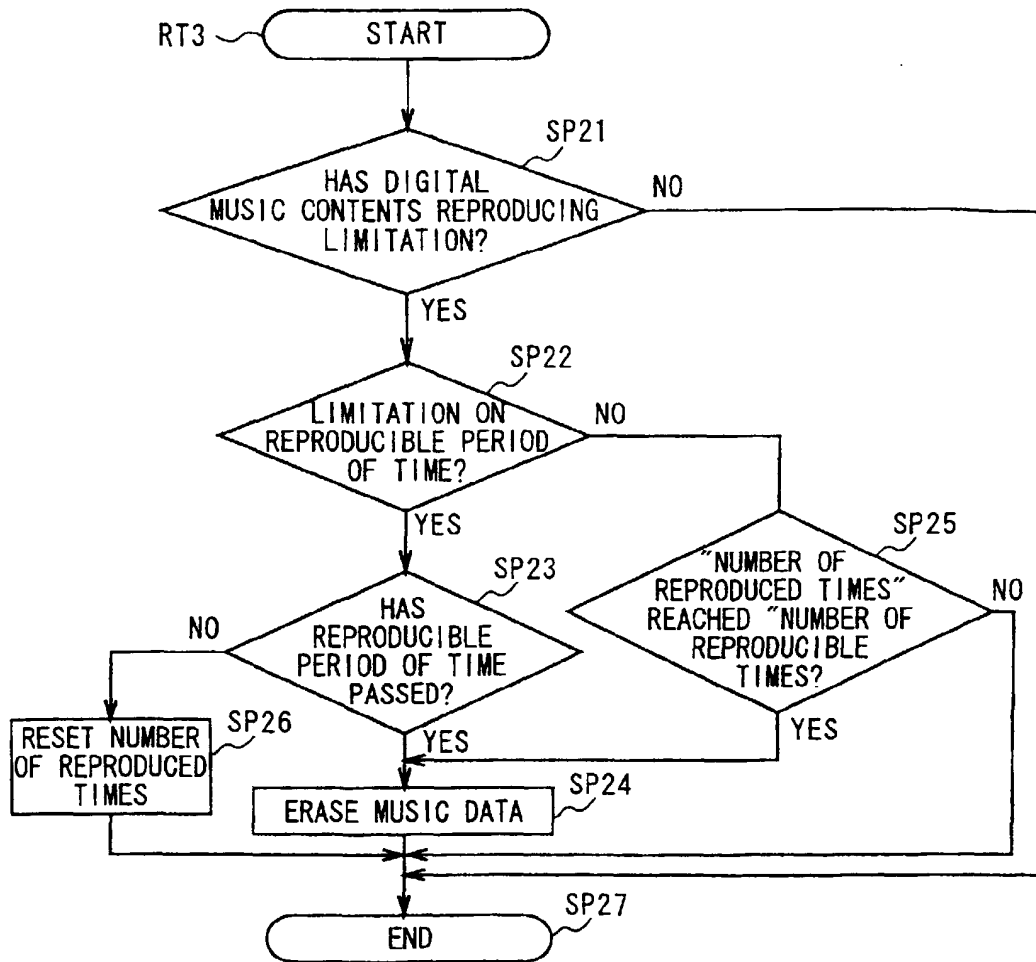 RT3
START
SP21
HAS DIGITAL
MUSIC CONTENTS REPRODUCING
LIMITATION?
NO
YES
SP22
LIMITATION ON
REPRODUCIBLE PERIOD
OF TIME?
NO
YES
SP23
HAS
REPRODUCIBLE
PERIOD OF TIME
PASSED?
NO
YES
SP25
"NUMBER OF
REPRODUCED TIMES"
REACHED "NUMBER OF
REPRODUCIBLE
TIMES?
NO
YES
SP26
RESET NUMBER
OF REPRODUCED
TIMES
SP24
ERASE MUSIC DATA
SP27
END